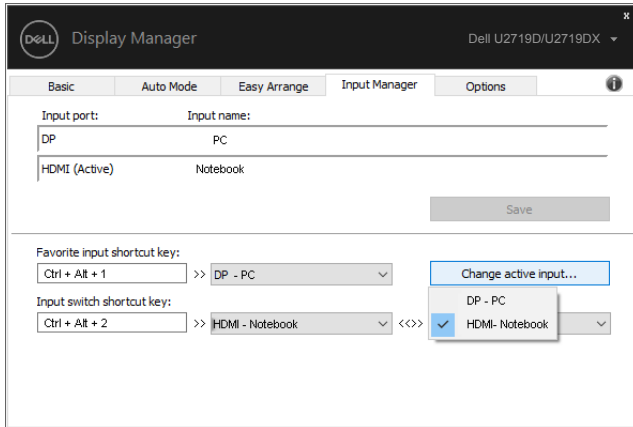 x
DELL Display Manager Dell U2719D/U2719DX
Basic Auto Mode Easy Arrange Input Manager Options i
Input port: Input name:
DP PC
HDMI (Active) Notebook
Save
Favorite input shortcut key:
Ctrl + Alt + 1 >> DP - PC Change active input...
DP - PC
Input switch shortcut key:
Ctrl + Alt + 2 >> HDMI - Notebook <<>> HDMI- Notebook